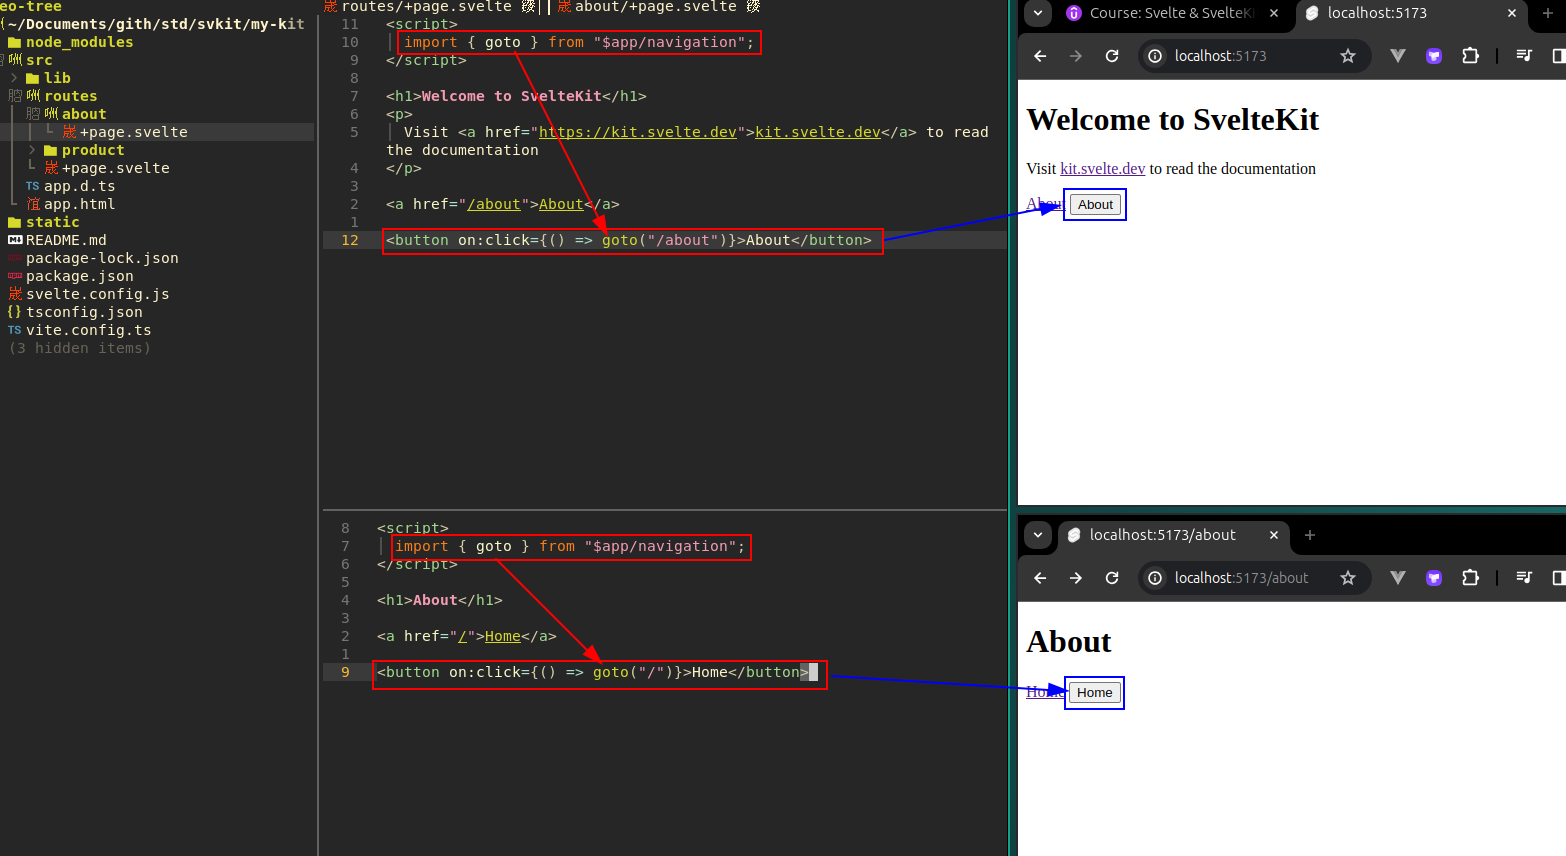 eo-tree
~/Documents/gith/std/svkit/my-kit
node_modules
src
lib
routes
about
+page.svelte
product
+page.svelte
TS app.d.ts
app.html
static
README.md
package-lock.json
package.json
svelte.config.js
{} tsconfig.json
TS vite.config.ts
(3 hidden items)
routes/+page.svelte
about/+page.svelte
11 <script>
10 import { goto } from "$app/navigation";
9 </script>
8
7 <h1>Welcome to SvelteKit</h1>
6 <p>
5 Visit <a href="https://kit.svelte.dev">kit.svelte.dev</a> to read
the documentation
4 </p>
3
2 <a href="/about">About</a>
1
12 <button on:click={() => goto("/about")}>About</button>
8 <script>
7 import { goto } from "$app/navigation";
6 </script>
5
4 <h1>About</h1>
3
2 <a href="/">Home</a>
1
9 <button on:click={() => goto("/")}>Home</button>
Course: Svelte & SvelteKi
localhost:5173
localhost:5173
Welcome to SvelteKit
Visit kit.svelte.dev to read the documentation
About About
localhost:5173/about
localhost:5173/about
About
Home Home